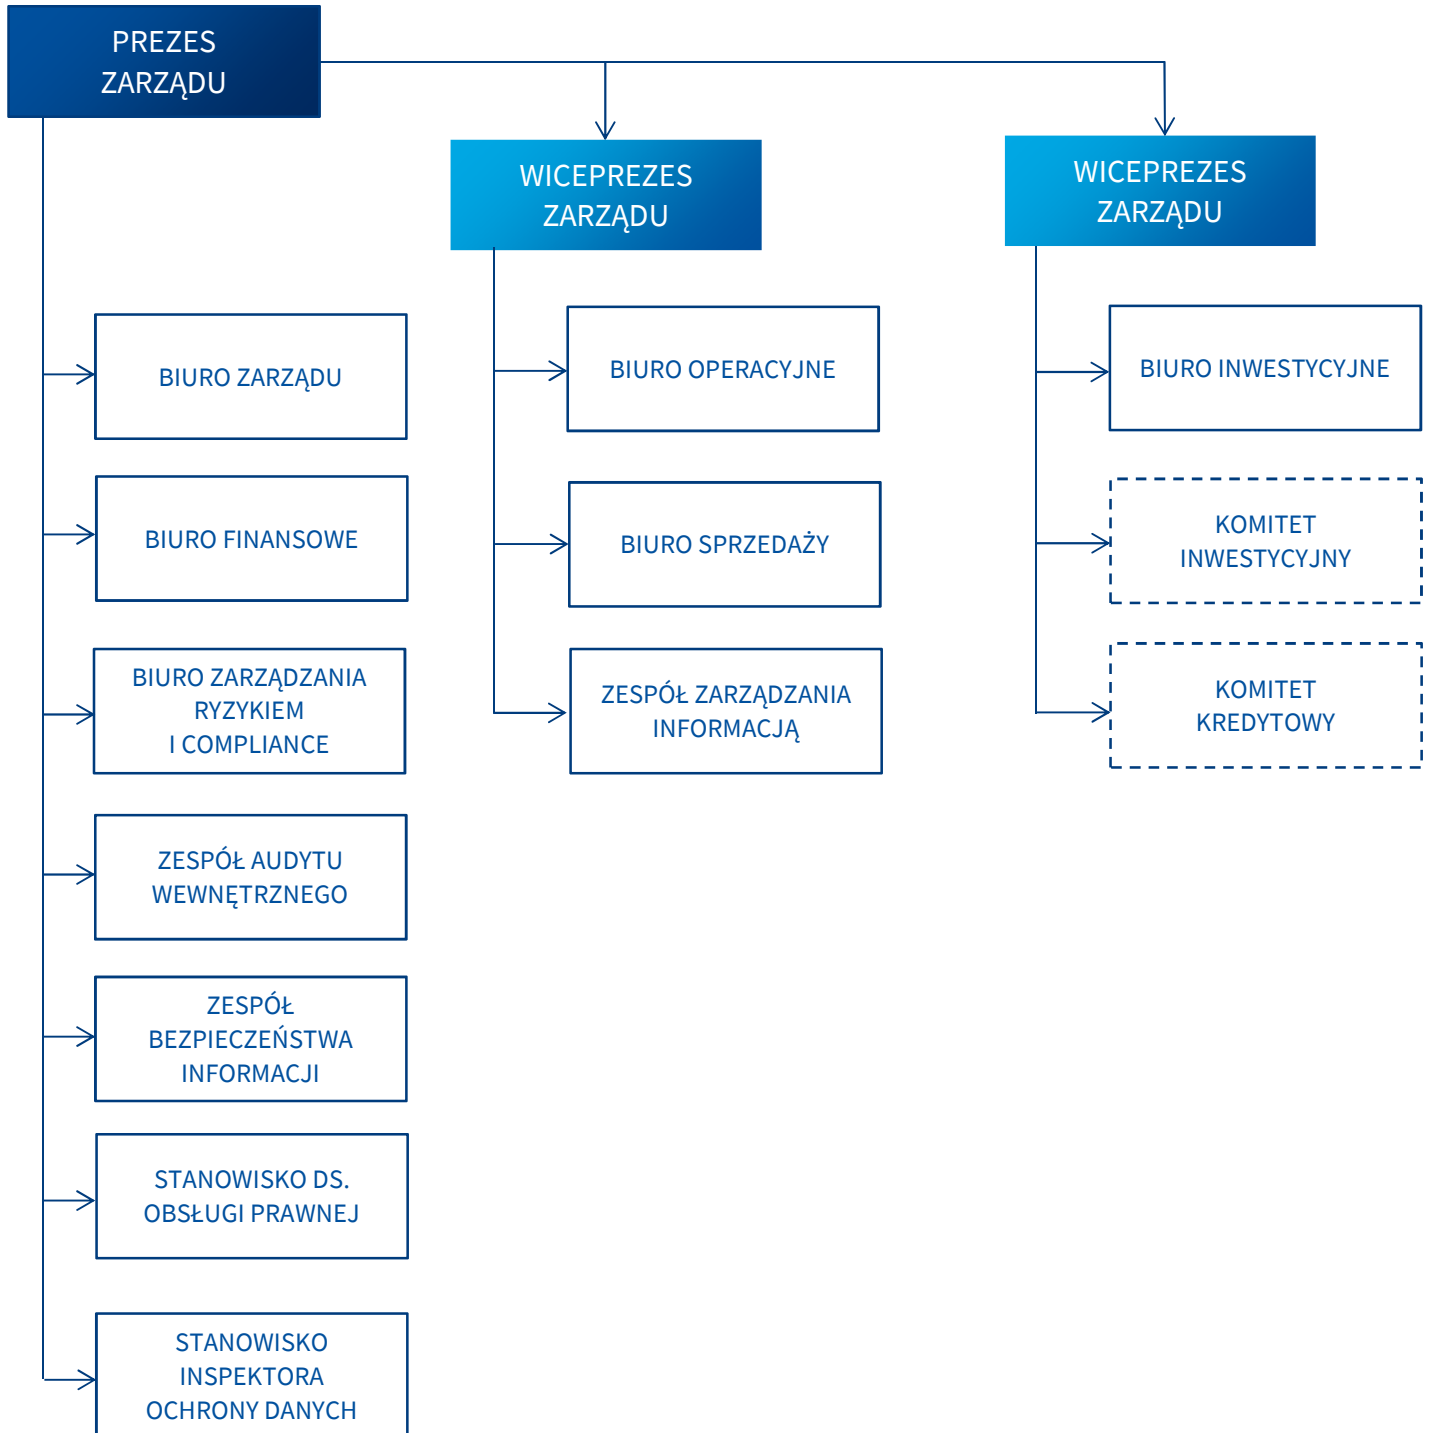 PREZES
ZARZĄDU
WICEPREZES
ZARZĄDU
WICEPREZES
ZARZĄDU
BIURO ZARZĄDU
BIURO FINANSOWE
BIURO ZARZĄDZANIA
RYZYKIEM
I COMPLIANCE
ZESPÓŁ AUDYTU
WEWNĘTRZNEGO
ZESPÓŁ
BEZPIECZEŃSTWA
INFORMACJI
STANOWISKO DS.
OBSŁUGI PRAWNEJ
STANOWISKO
INSPEKTORA
OCHRONY DANYCH
BIURO OPERACYJNE
BIURO SPRZEDAŻY
ZESPÓŁ ZARZĄDZANIA
INFORMACJĄ
BIURO INWESTYCYJNE
KOMITET
INWESTYCYJNY
KOMITET
KREDYTOWY